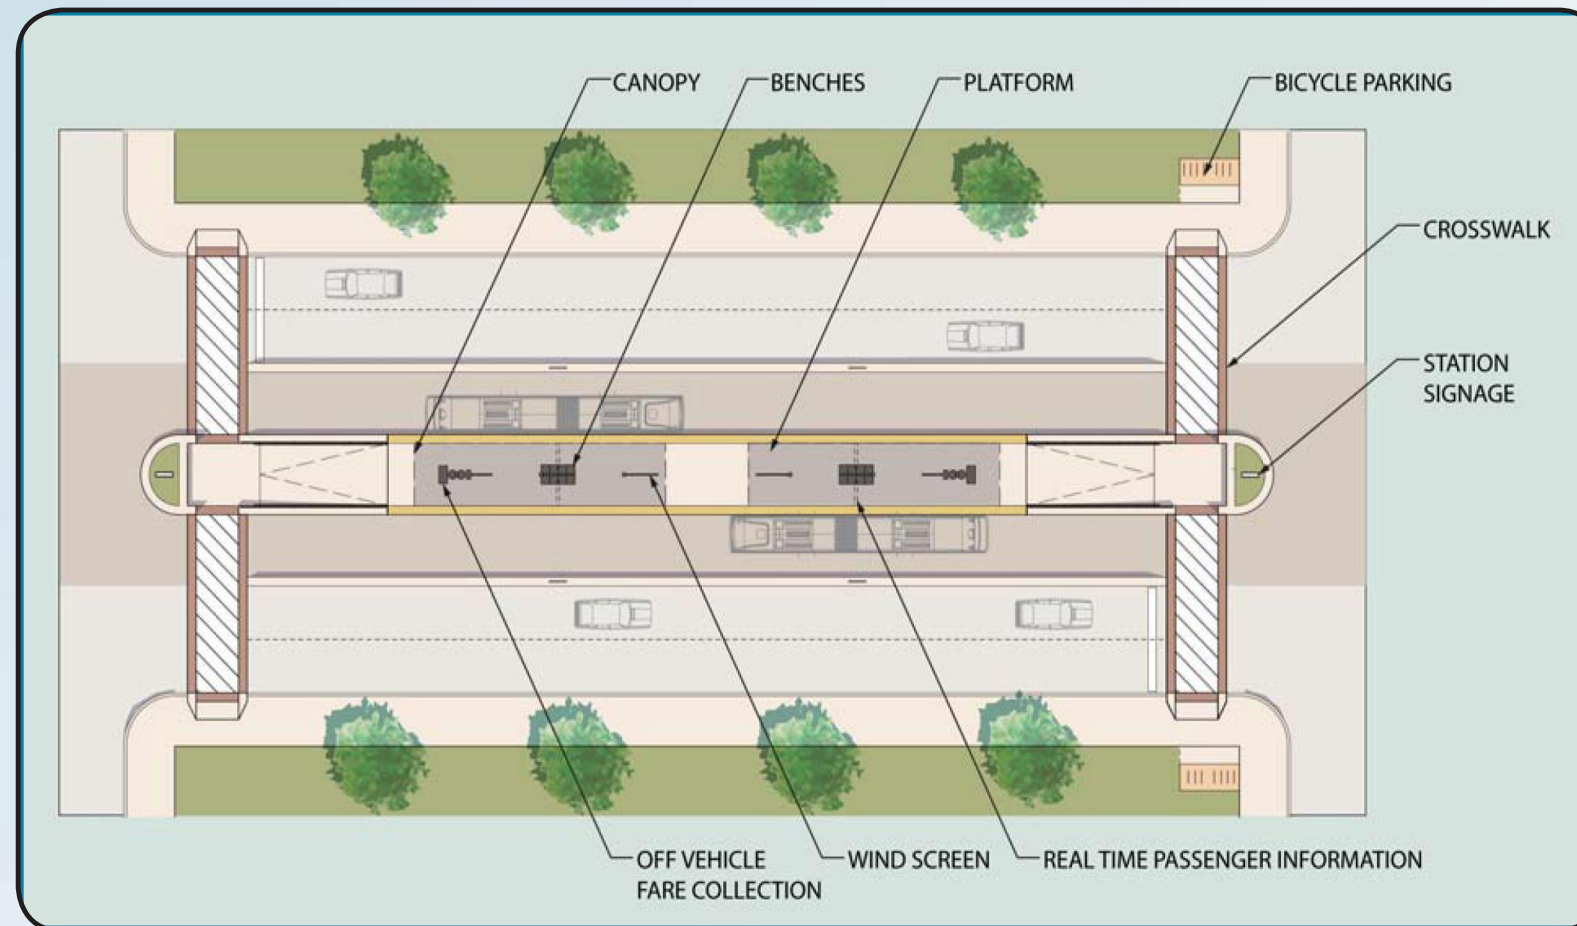 CANOPY
BENCHES
PLATFORM
BICYCLE PARKING
CROSSWALK
STATION
SIGNAGE
OFF VEHICLE
FARE COLLECTION
WIND SCREEN
REAL TIME PASSENGER INFORMATION